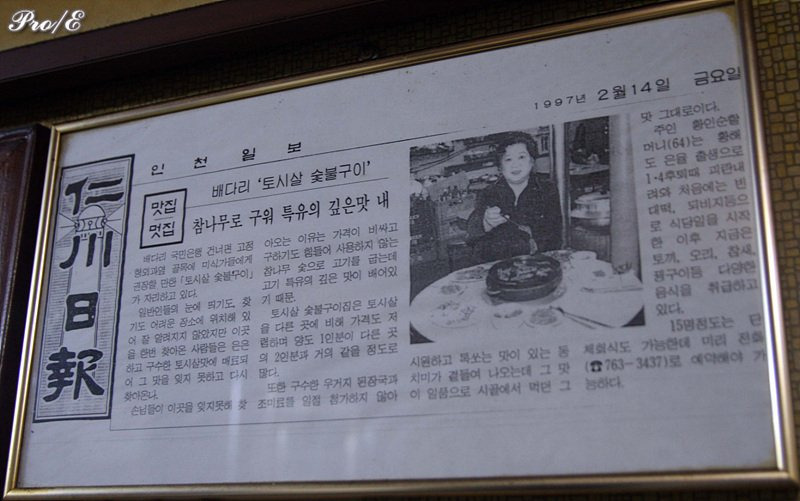 Pro/E
인 천 일 보
1997년 2월 14일 금요일
仁川日報
맛집
멋집
배다리 '토시살 숯불구이'
참나무로 구워 특유의 깊은맛 내
배다리 국민은행 건너편 고정
현외과옆 골목에 미식가들에게
권장할 만한 「토시살 숯불구이」
가 자리하고 있다.
일반인들의 눈에 띄기도, 찾
기도 어려운 장소에 위치해 있
어 잘 알려지지 않았지만 이곳
을 한번 찾아온 사람들은 은은
하고 구수한 토시살맛에 매료되
어 그 맛을 잊지 못하고 다시
찾아온다.
손님들이 이곳을 잊지못해 찾
아오는 이유는 가격이 비싸고
구하기도 힘들어 사용하지 않는
참나무 숯으로 고기를 굽는데
고기 특유의 깊은 맛이 배어있
기 때문.
토시살 숯불구이집은 토시살
을 다른 곳에 비해 가격도 저
렴하며 양도 1인분이 다른 곳
의 2인분과 거의 같을 정도로
많다.
또한 구수한 우거지 된장국과
조미료를 일절 첨가하지 않아
시원하고 톡쏘는 맛이 있는 동
치미가 곁들여 나오는데 그 맛
이 일품으로 시골에서 먹던 그
맛 그대로이다.
주인 황인순할
머니(64)는 황해
도 은율 출생으로
1·4후퇴때 피란내
려와 처음에는 빈
대떡, 되비지등으
로 식당일을 시작
한 이후 지금은
토끼, 오리, 참새,
꿩구이등 다양한
음식을 취급하고
있다.
15명정도는 단
체회식도 가능한데 미리 전화
(☎763-3437)로 예약해야 가
능하다.